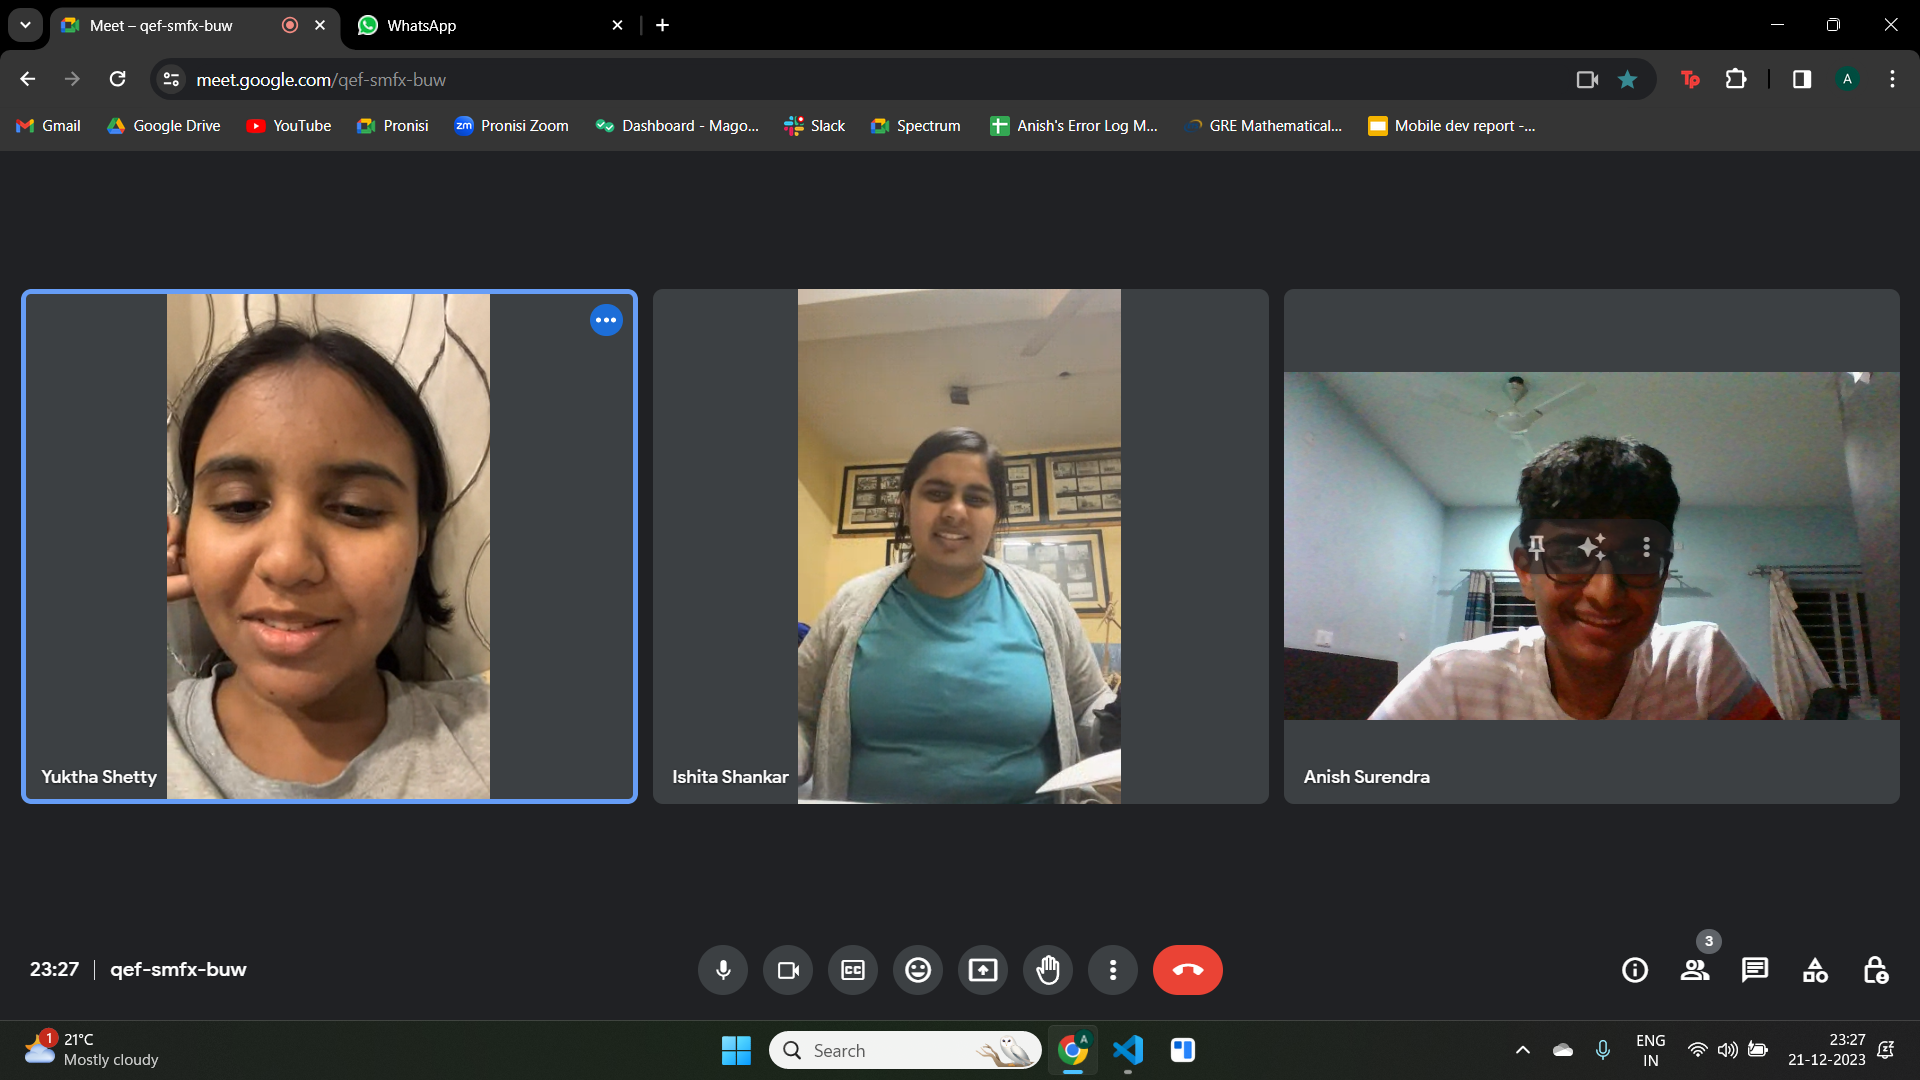 Meet – qef-smfx-buw
WhatsApp
meet.google.com/qef-smfx-buw
Tp
A
Gmail
Google Drive
YouTube
Pronisi
zm
Pronisi Zoom
Dashboard - Mago...
Slack
Spectrum
Anish's Error Log M...
GRE Mathematical...
Mobile dev report -...
Yuktha Shetty
Ishita Shankar
Anish Surendra
23:27
qef-smfx-buw
CC
3
1
21°C
Mostly cloudy
Search
A
ENG
IN
23:27
21-12-2023